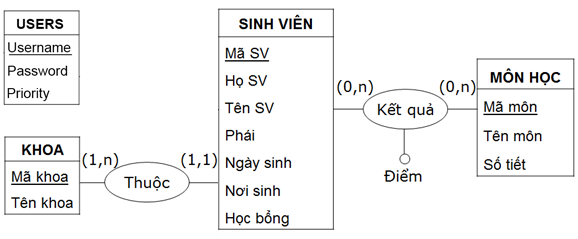 USERS
Username
Password
Priority
KHOA
Mã khoa
Tên khoa
(1,n)
Thuộc
(1,1)
SINH VIÊN
Mã SV
Họ SV
Tên SV
Phái
Ngày sinh
Nơi sinh
Học bổng
(0,n)
Kết quả
(0,n)
Điểm
MÔN HỌC
Mã môn
Tên môn
Số tiết